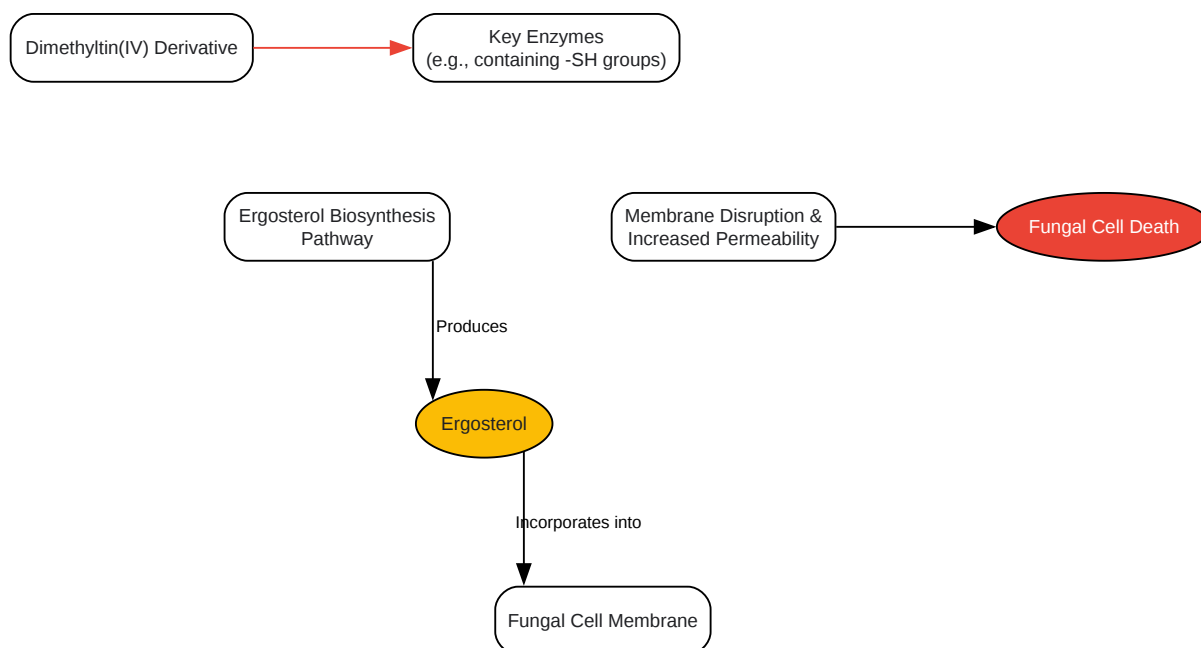 Dimethyltin(IV) Derivative
Key Enzymes
(e.g., containing -SH groups)
Ergosterol Biosynthesis
Pathway
Membrane Disruption &
Increased Permeability
Fungal Cell Death
Produces
Ergosterol
Incorporates into
Fungal Cell Membrane